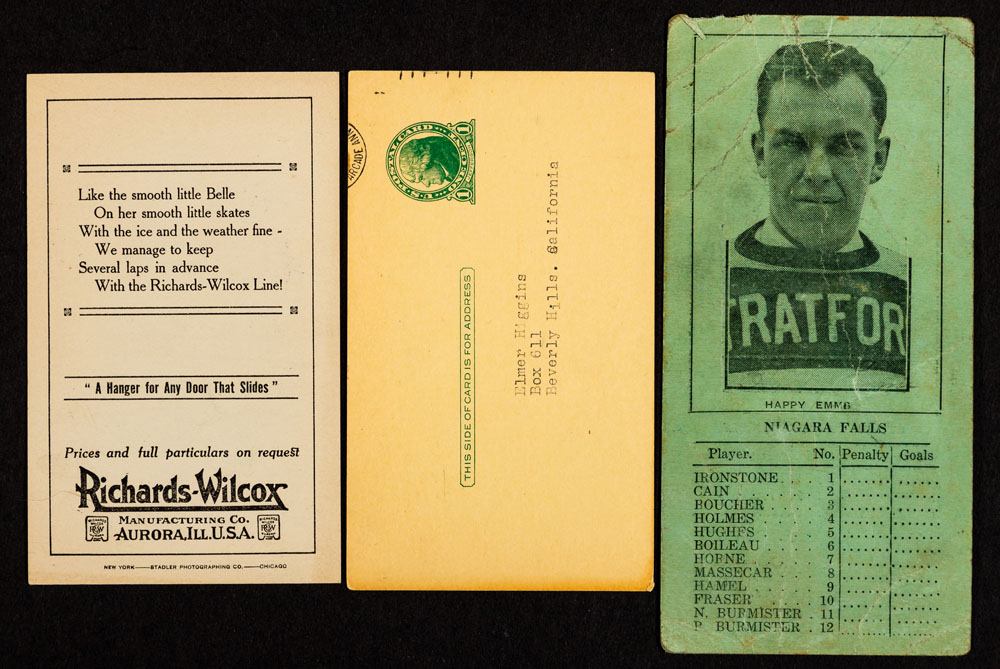 Like the smooth little Belle
On her smooth little skates
With the ice and the weather fine -
We manage to keep
Several laps in advance
With the Richards-Wilcox Line!
" A Hanger for Any Door That Slides "
Prices and full particulars on request
Richards-Wilcox
MANUFACTURING CO.
AURORA, ILL. U.S.A.
NEW YORK——STADLER PHOTOGRAPHING CO.——CHICAGO
ARCADE ANN
U.S. POSTAL CARD
THIS SIDE OF CARD IS FOR ADDRESS
Elmer Higgins
Box 611
Beverly Hills. California
TRATFOR
HAPPY EMMS
NIAGARA FALLS
Player. No. Penalty Goals
IRONSTONE . . . 1
CAIN . . . . . . 2
BOUCHER . . . . 3
HOLMES . . . . 4
HUGHES . . . . 5
BOILEAU . . . . 6
HORNE . . . . . 7
MASSECAR . . . 8
HAMEL . . . . . 9
FRASER . . . . . 10
N. BURMISTER . 11
P. BURMISTER . 12